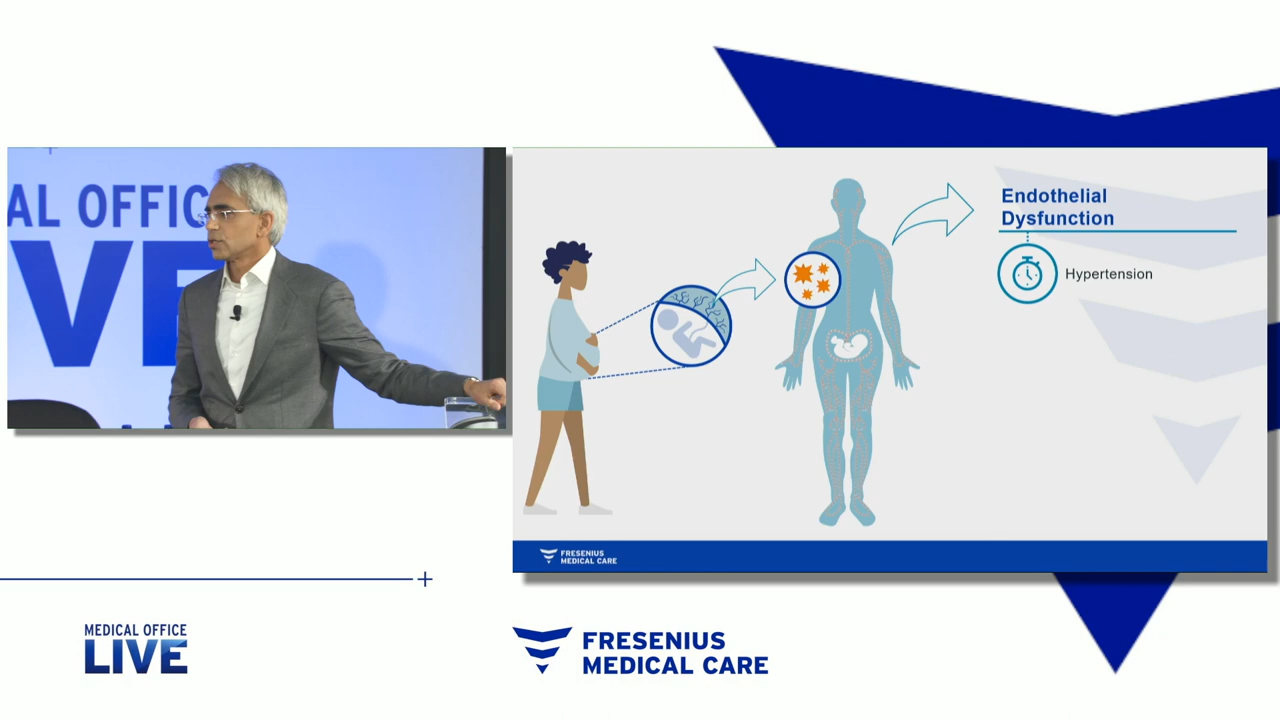 AL OFFIC
VE
Endothelial
Dysfunction
Hypertension
FRESENIUS
MEDICAL CARE
MEDICAL OFFICE
LIVE
FRESENIUS
MEDICAL CARE